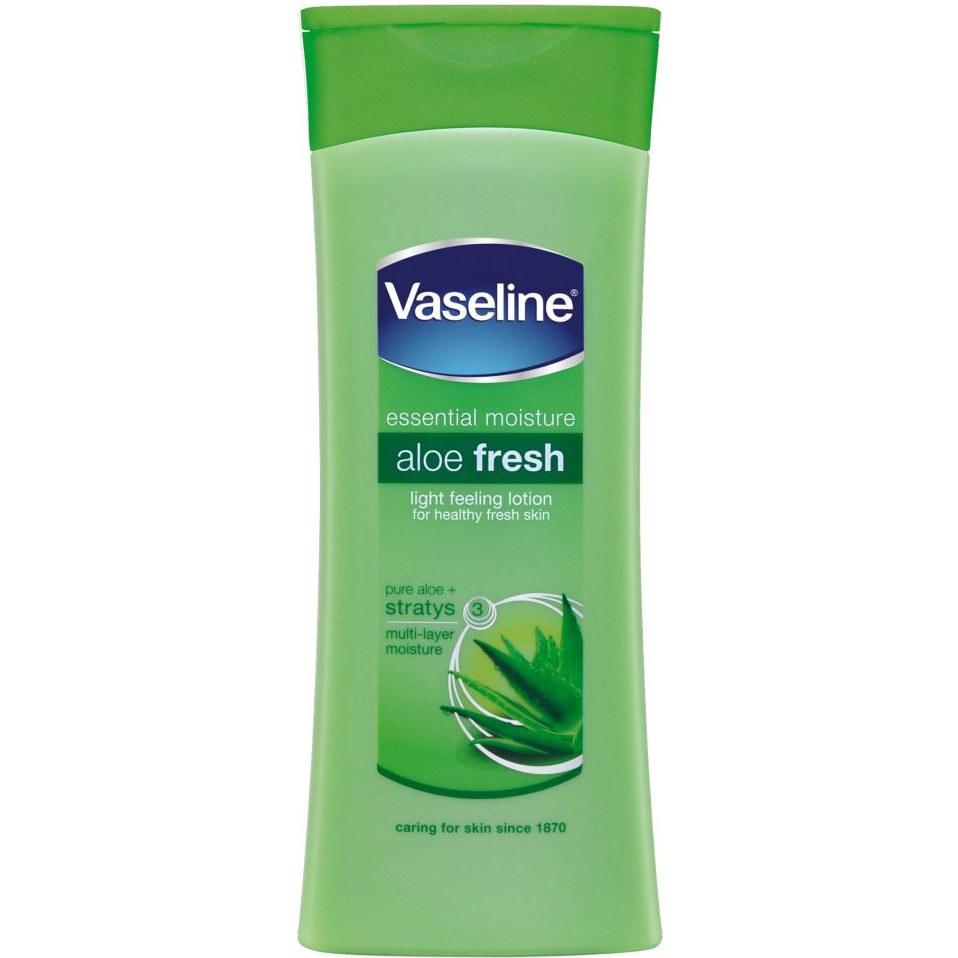 Vaseline®
essential moisture
aloe fresh
light feeling lotion
for healthy fresh skin
pure aloe +
stratys 3
multi-layer
moisture
caring for skin since 1870